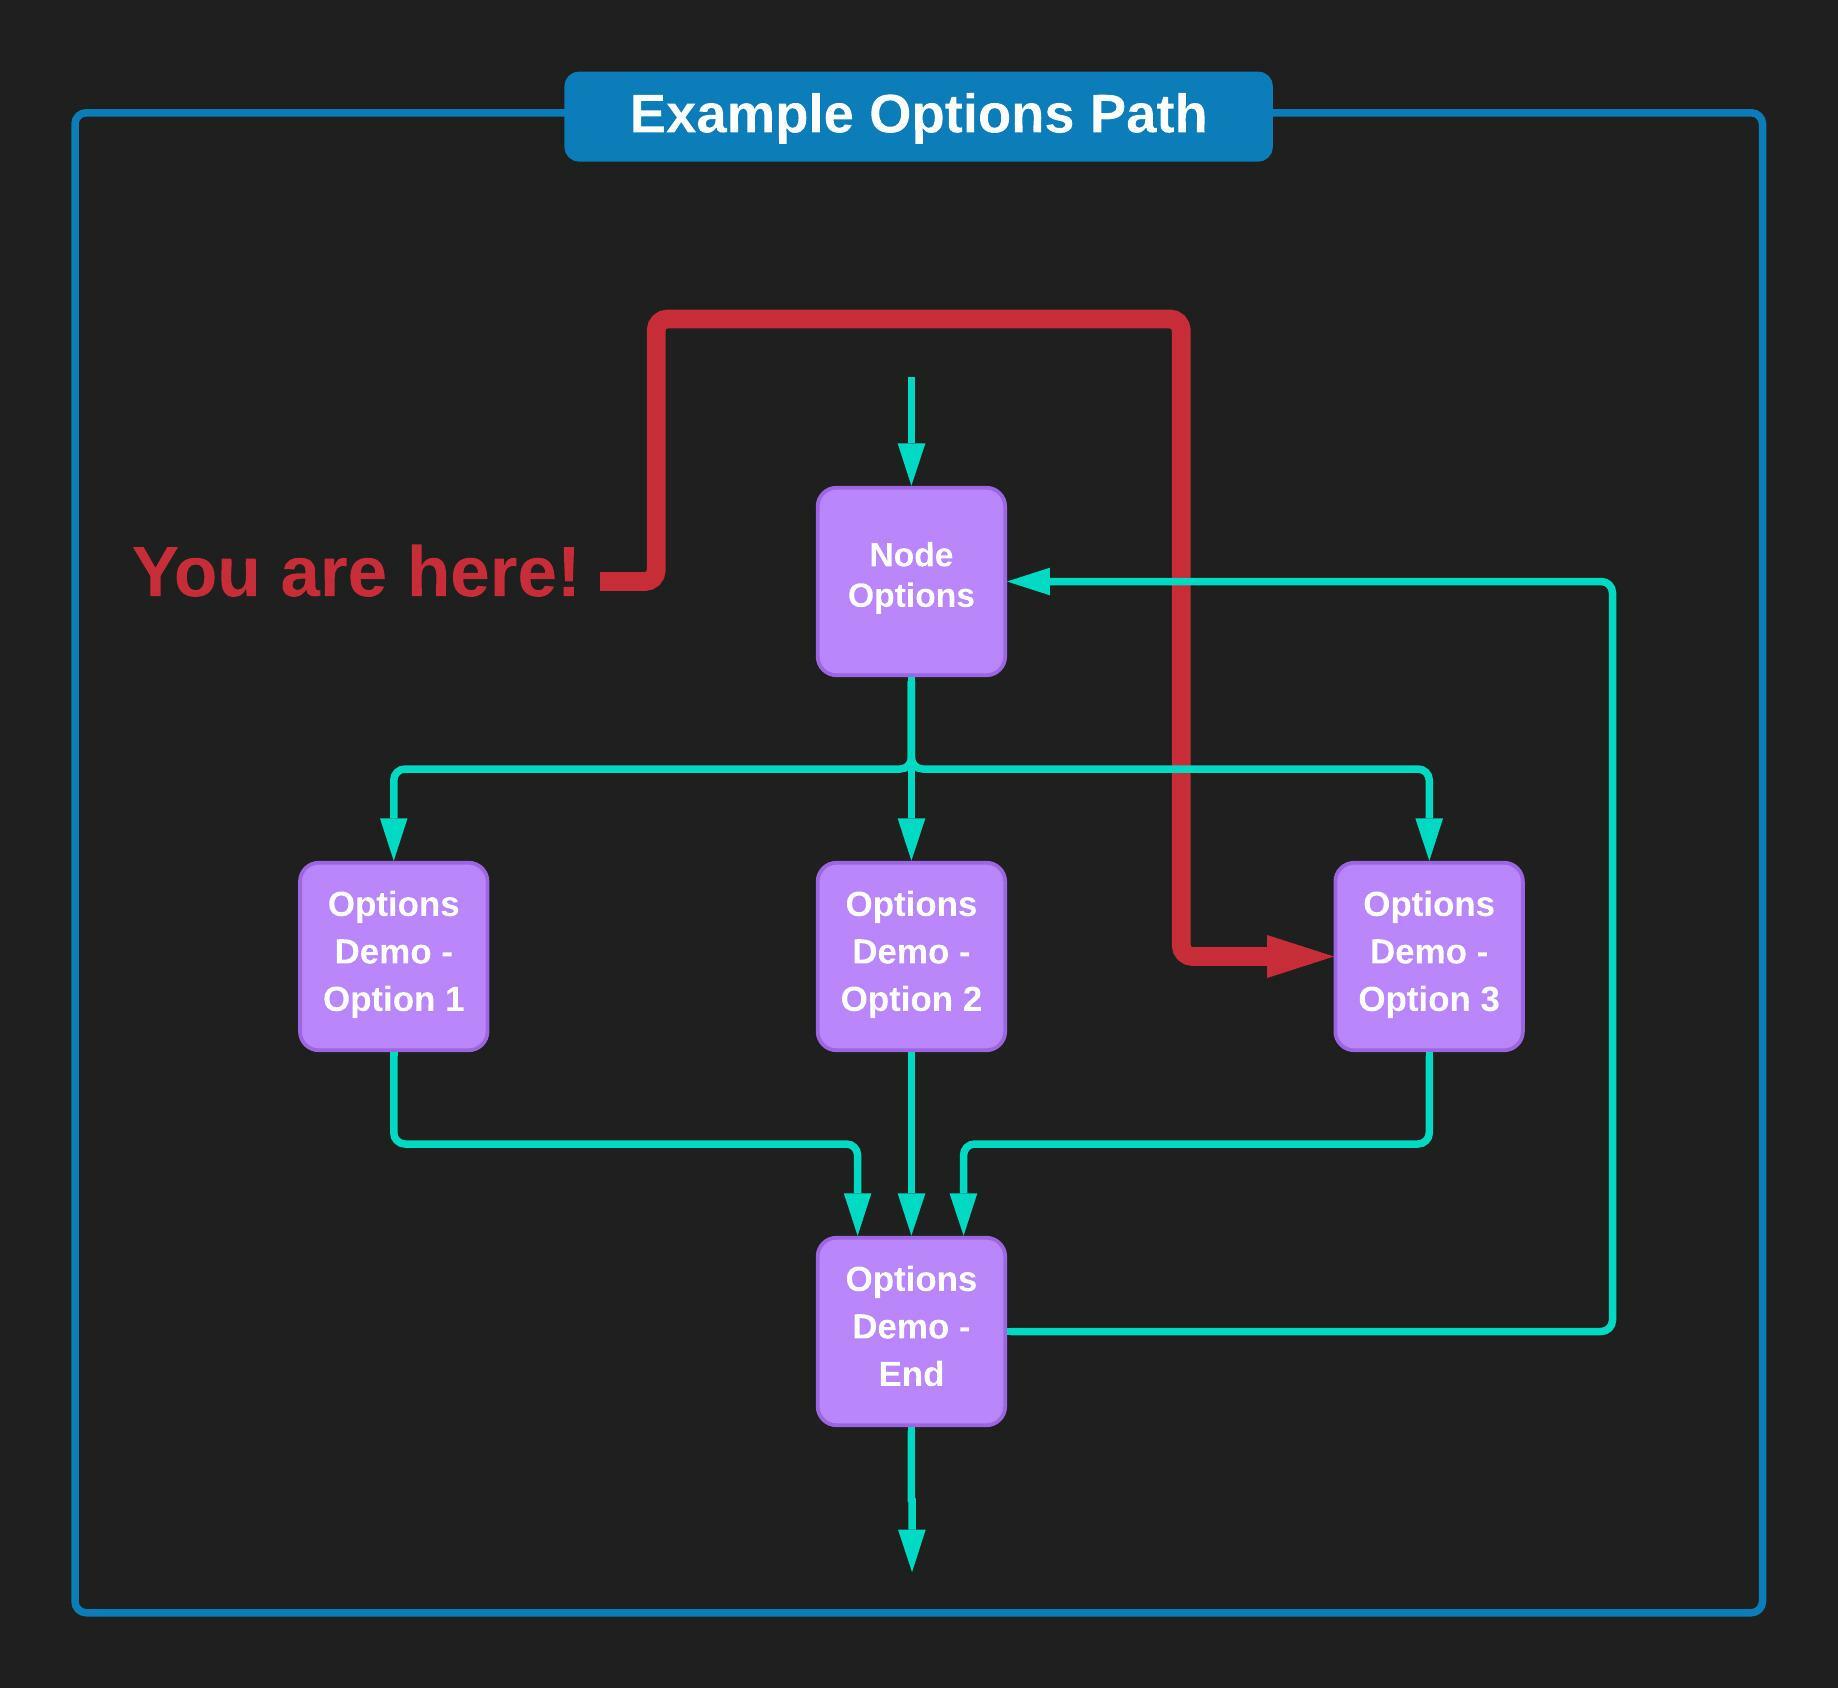 Example Options Path
You are here!
Node
Options
Options
Demo -
Option 1
Options
Demo -
Option 2
Options
Demo -
Option 3
Options
Demo -
End